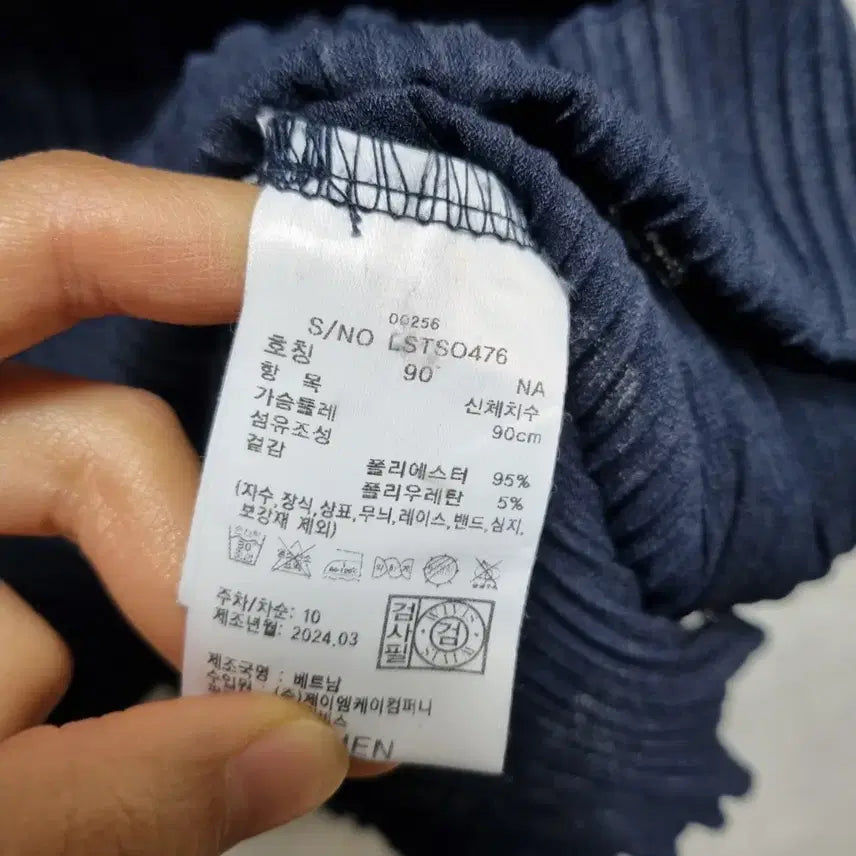 00256
S/NO LSTSO476
호칭 90 NA
항 목 신체치수
가슴둘레 90cm
섬유조성
겉감
폴리에스터 95%
폴리우레탄 5%
(자수,장식,상표,무늬,레이스,밴드,심지,
보강재 제외)
주차/차순: 10
제조년월: 2024.03
검사필
검
제조국명 : 베트남
수입원 : (주)제이엠케이컴퍼니